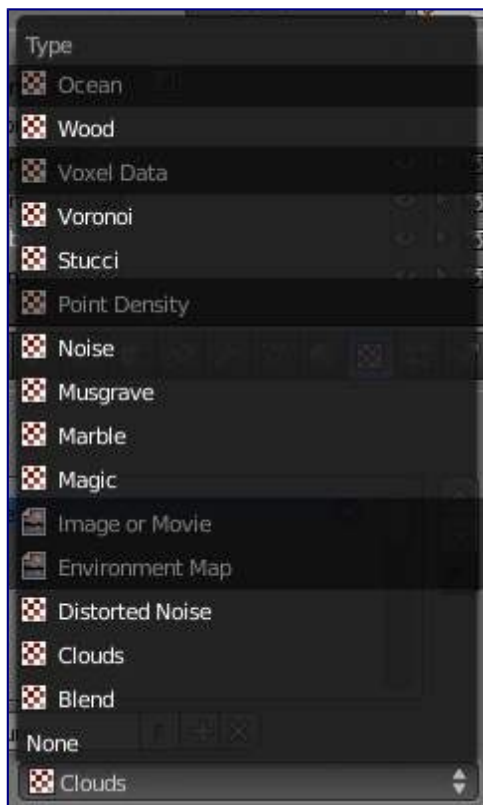 Type
Ocean
Wood
Voxel Data
Voronoi
Stucci
Point Density
Noise
Musgrave
Marble
Magic
Image or Movie
Environment Map
Distorted Noise
Clouds
Blend
None
Clouds